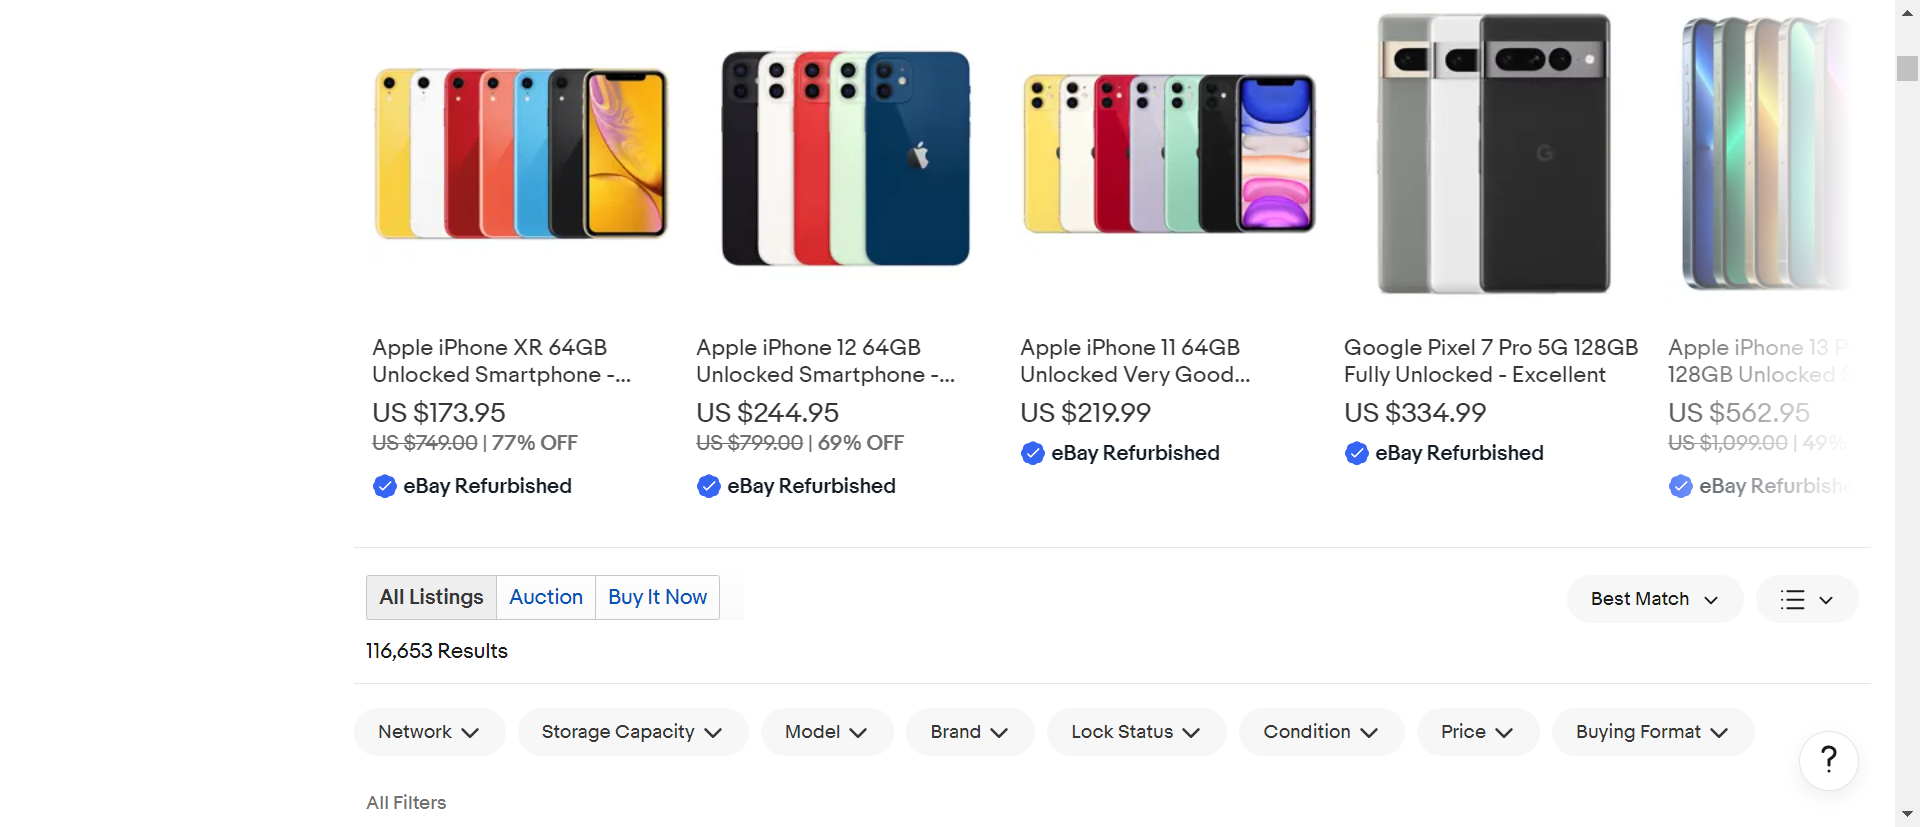 Apple iPhone XR 64GB
Unlocked Smartphone -...
US $173.95
US $749.00 | 77% OFF
eBay Refurbished
Apple iPhone 12 64GB
Unlocked Smartphone -...
US $244.95
US $799.00 | 69% OFF
eBay Refurbished
Apple iPhone 11 64GB
Unlocked Very Good...
US $219.99
eBay Refurbished
Google Pixel 7 Pro 5G 128GB
Fully Unlocked - Excellent
US $334.99
eBay Refurbished
Apple iPhone 13 P
128GB Unlocked S
US $562.95
US $1,099.00 | 49%
eBay Refurbishe
All Listings Auction Buy It Now
Best Match
116,653 Results
Network Storage Capacity Model Brand Lock Status Condition Price Buying Format
?
All Filters